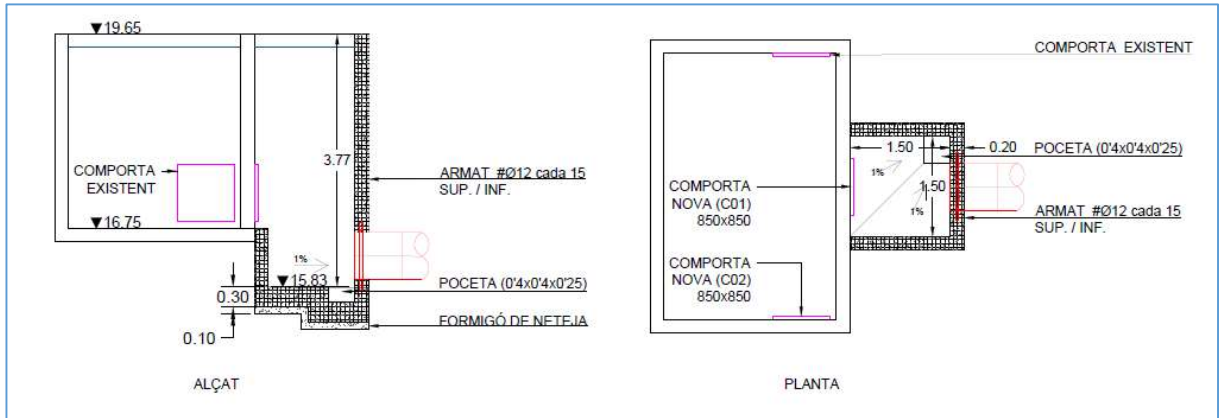 ▼19.65
COMPORTA
EXISTENT
3.77
ARMAT #Ø12 cada 15
SUP. / INF.
▼16.75
1%
▼15.83
POCETA (0'4x0'4x0'25)
0.30
FORMIGÓ DE NETEJA
0.10
ALÇAT
COMPORTA EXISTENT
1.50
0.20
POCETA (0'4x0'4x0'25)
1%
COMPORTA
NOVA (C01)
850x850
1.50
1%
ARMAT #Ø12 cada 15
SUP. / INF.
COMPORTA
NOVA (C02)
850x850
PLANTA